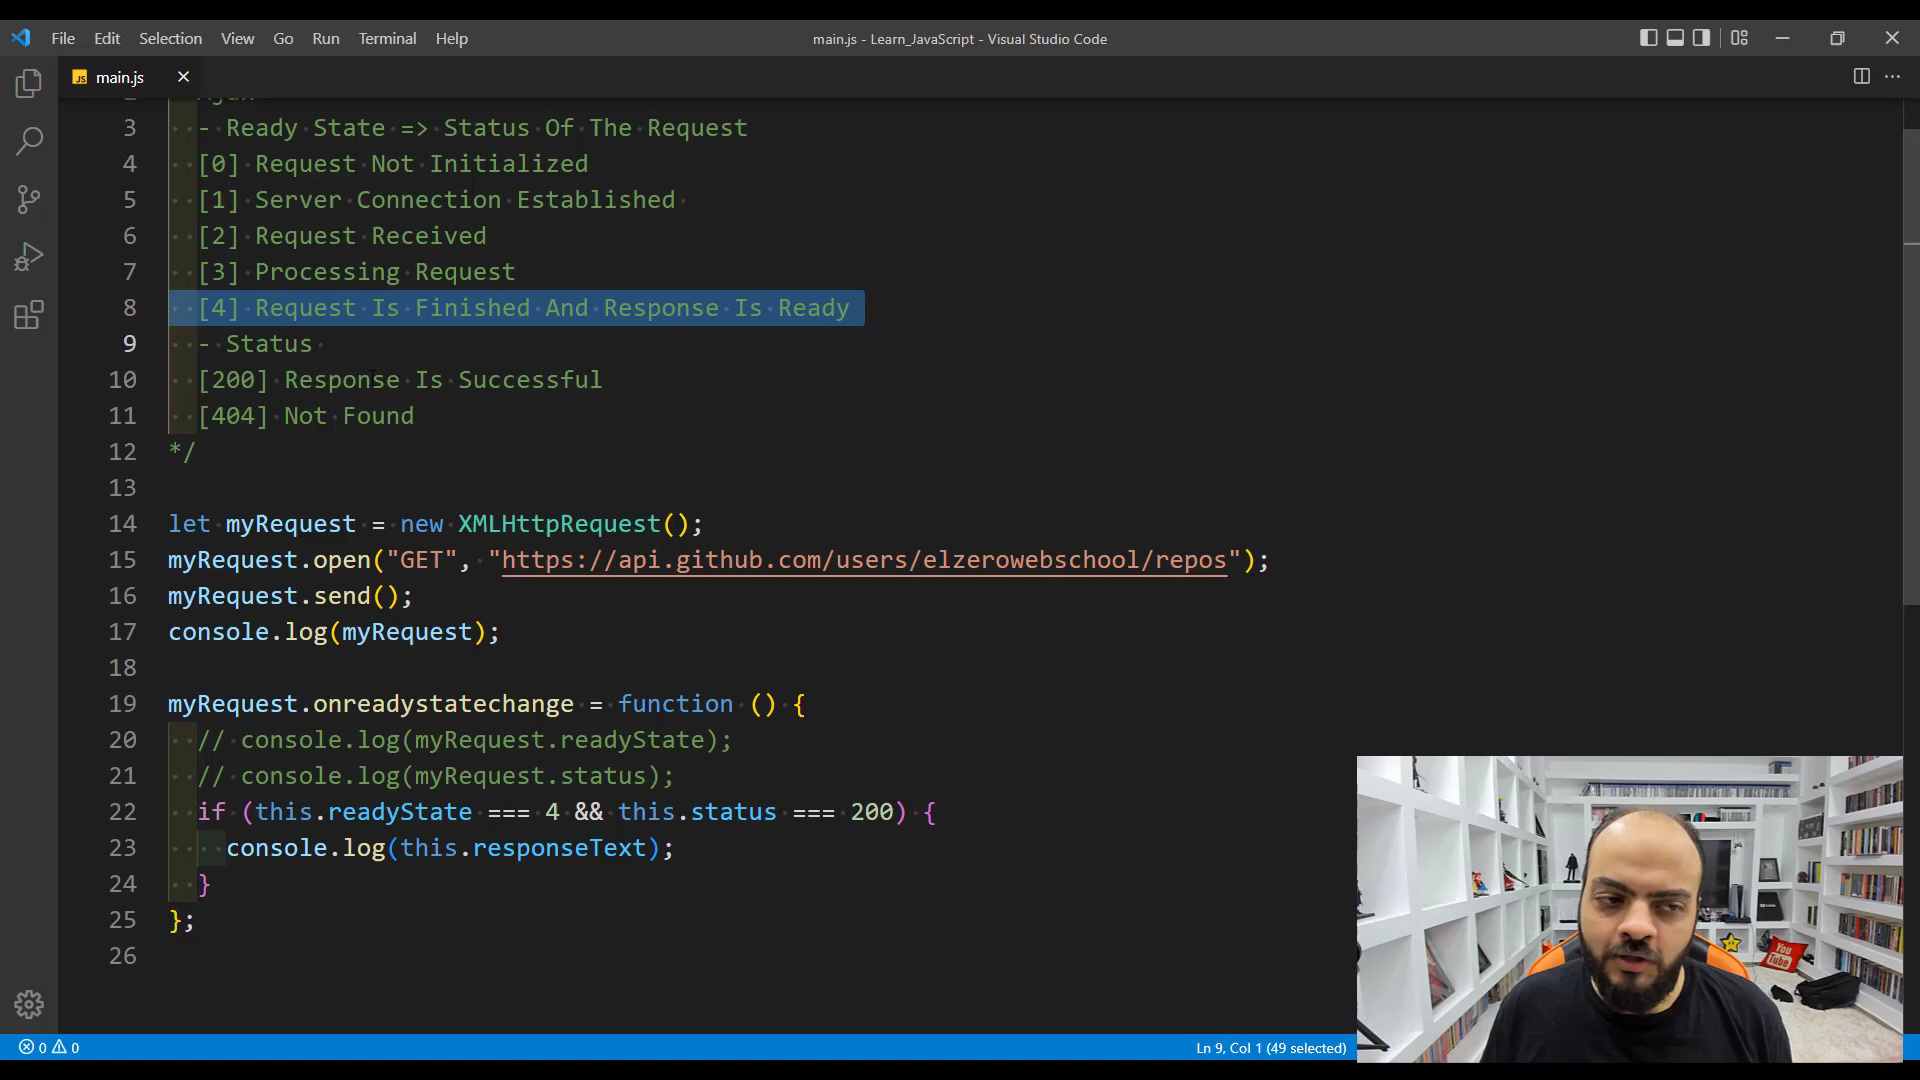 File Edit Selection View Go Run Terminal Help
main.js - Learn_JavaScript - Visual Studio Code
JS main.js
3 - Ready State => Status Of The Request
4 [0] Request Not Initialized
5 [1] Server Connection Established
6 [2] Request Received
7 [3] Processing Request
8 [4] Request Is Finished And Response Is Ready
9 - Status
10 [200] Response Is Successful
11 [404] Not Found
12 */
13
14 let myRequest = new XMLHttpRequest();
15 myRequest.open("GET", "https://api.github.com/users/elzerowebschool/repos");
16 myRequest.send();
17 console.log(myRequest);
18
19 myRequest.onreadystatechange = function () {
20 // console.log(myRequest.readyState);
21 // console.log(myRequest.status);
22 if (this.readyState === 4 && this.status === 200) {
23 console.log(this.responseText);
24 }
25 };
26
You
Tube
0 0
Ln 9, Col 1 (49 selected)